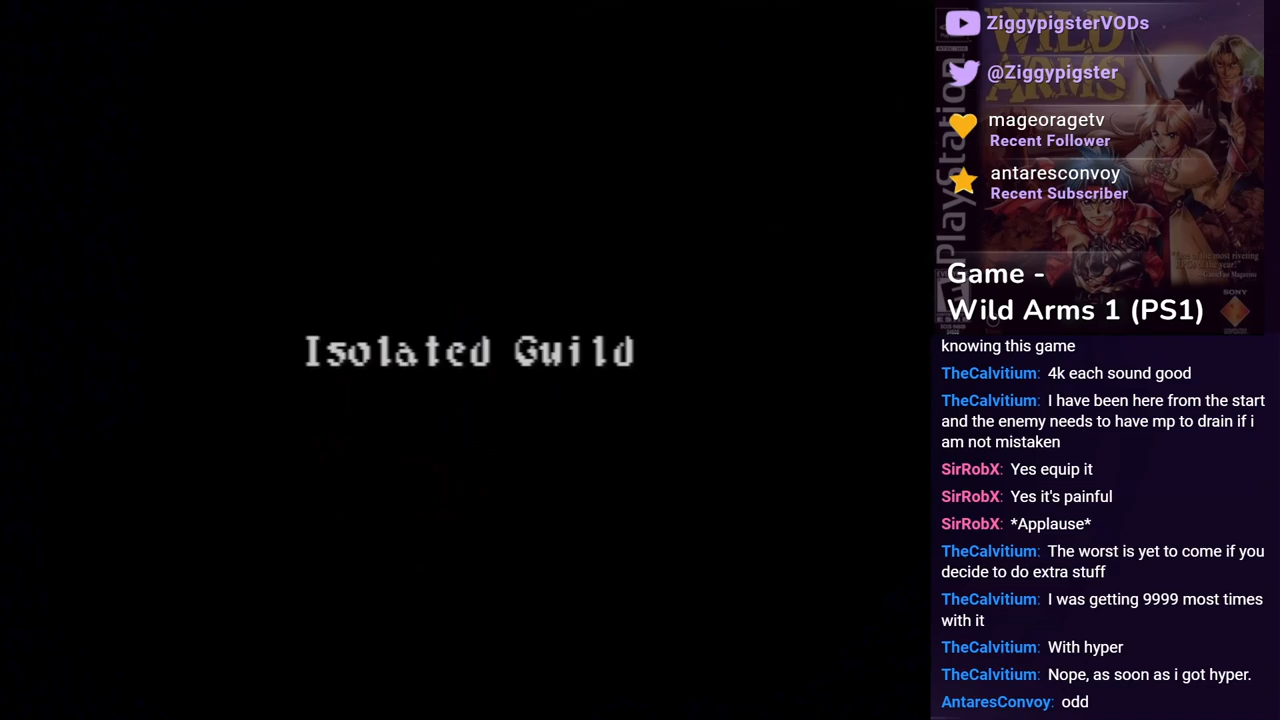 Isolated Guild
ZiggypigsterVODs
@Ziggypigster
mageoragetv
Recent Follower
antaresconvoy
Recent Subscriber
WILD
ARMS
PlayStation
Game -
Wild Arms 1 (PS1)
SONY
knowing this game
TheCalvitium: 4k each sound good
TheCalvitium: I have been here from the start
and the enemy needs to have mp to drain if i
am not mistaken
SirRobX: Yes equip it
SirRobX: Yes it's painful
SirRobX: *Applause*
TheCalvitium: The worst is yet to come if you
decide to do extra stuff
TheCalvitium: I was getting 9999 most times
with it
TheCalvitium: With hyper
TheCalvitium: Nope, as soon as i got hyper.
AntaresConvoy: odd